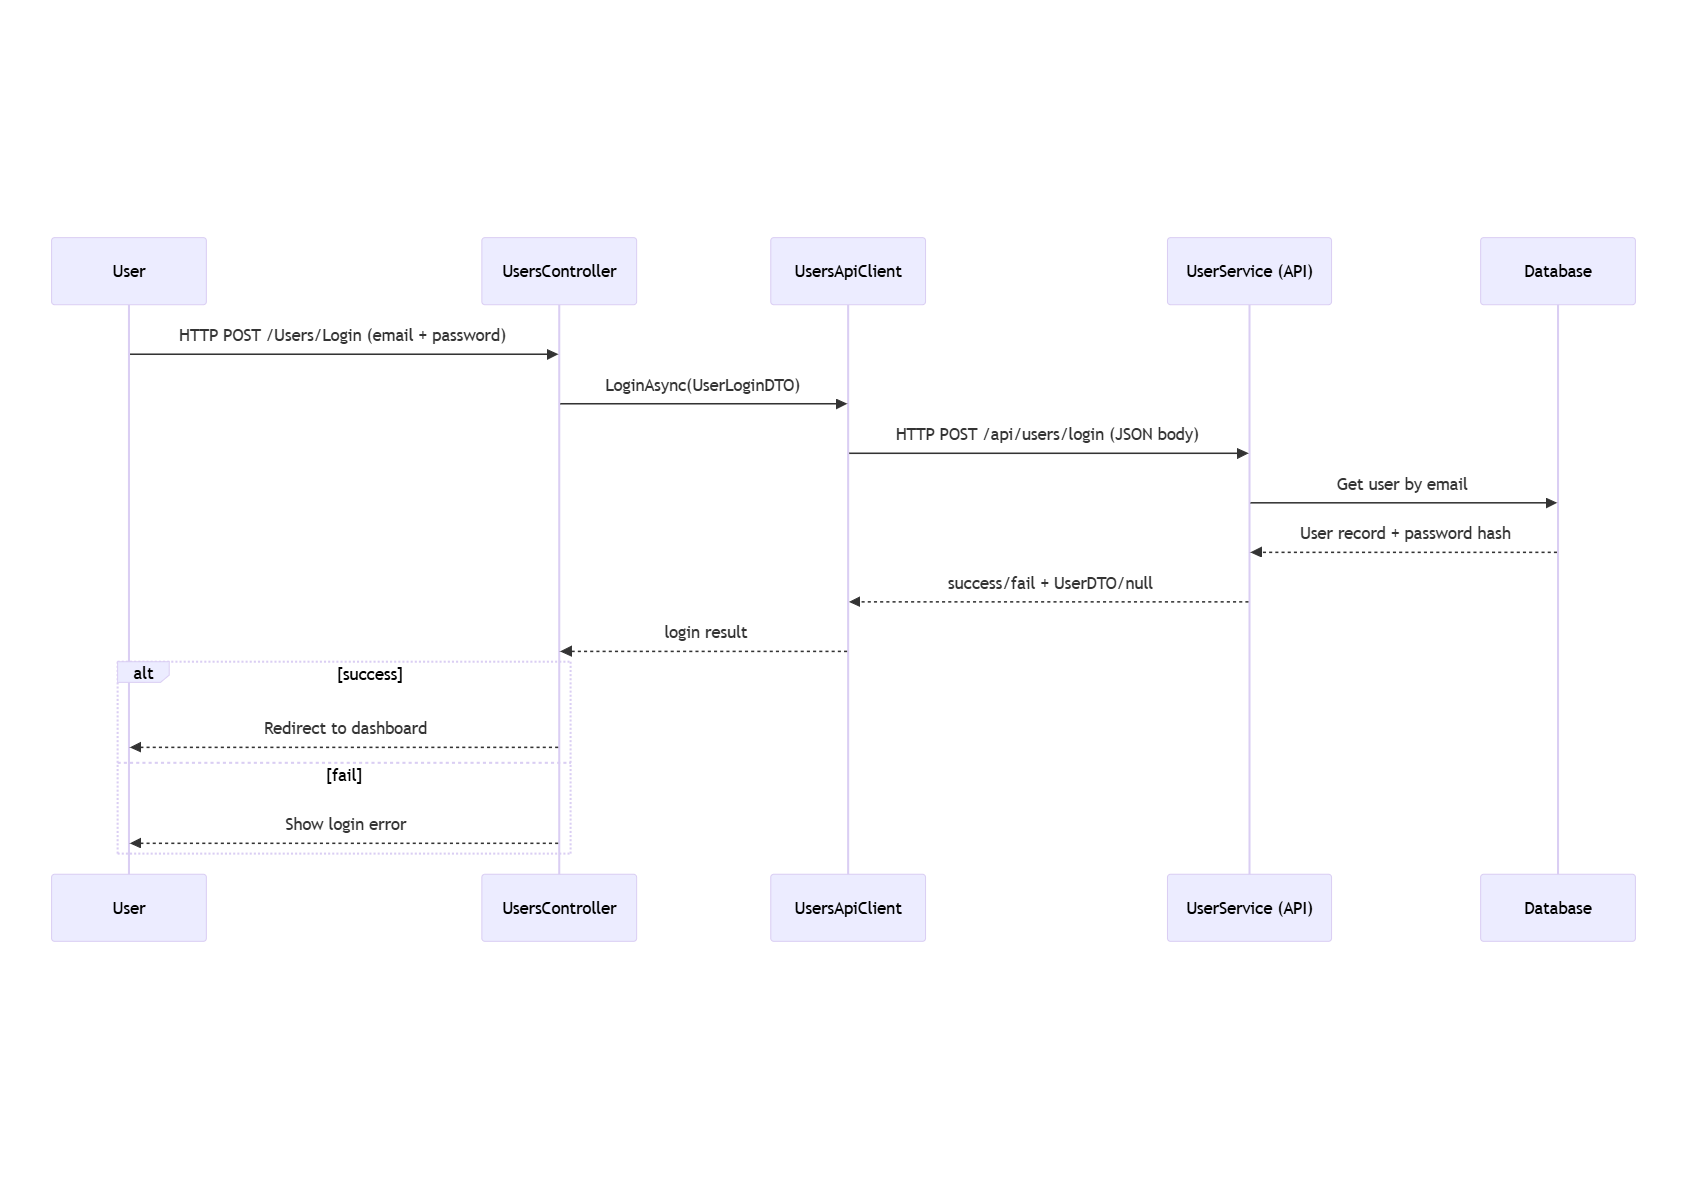 User
UsersController
UsersApiClient
UserService (API)
Database
HTTP POST /Users/Login (email + password)
LoginAsync(UserLoginDTO)
HTTP POST /api/users/login (JSON body)
Get user by email
User record + password hash
success/fail + UserDTO/null
login result
alt
[success]
Redirect to dashboard
[fail]
Show login error
User
UsersController
UsersApiClient
UserService (API)
Database